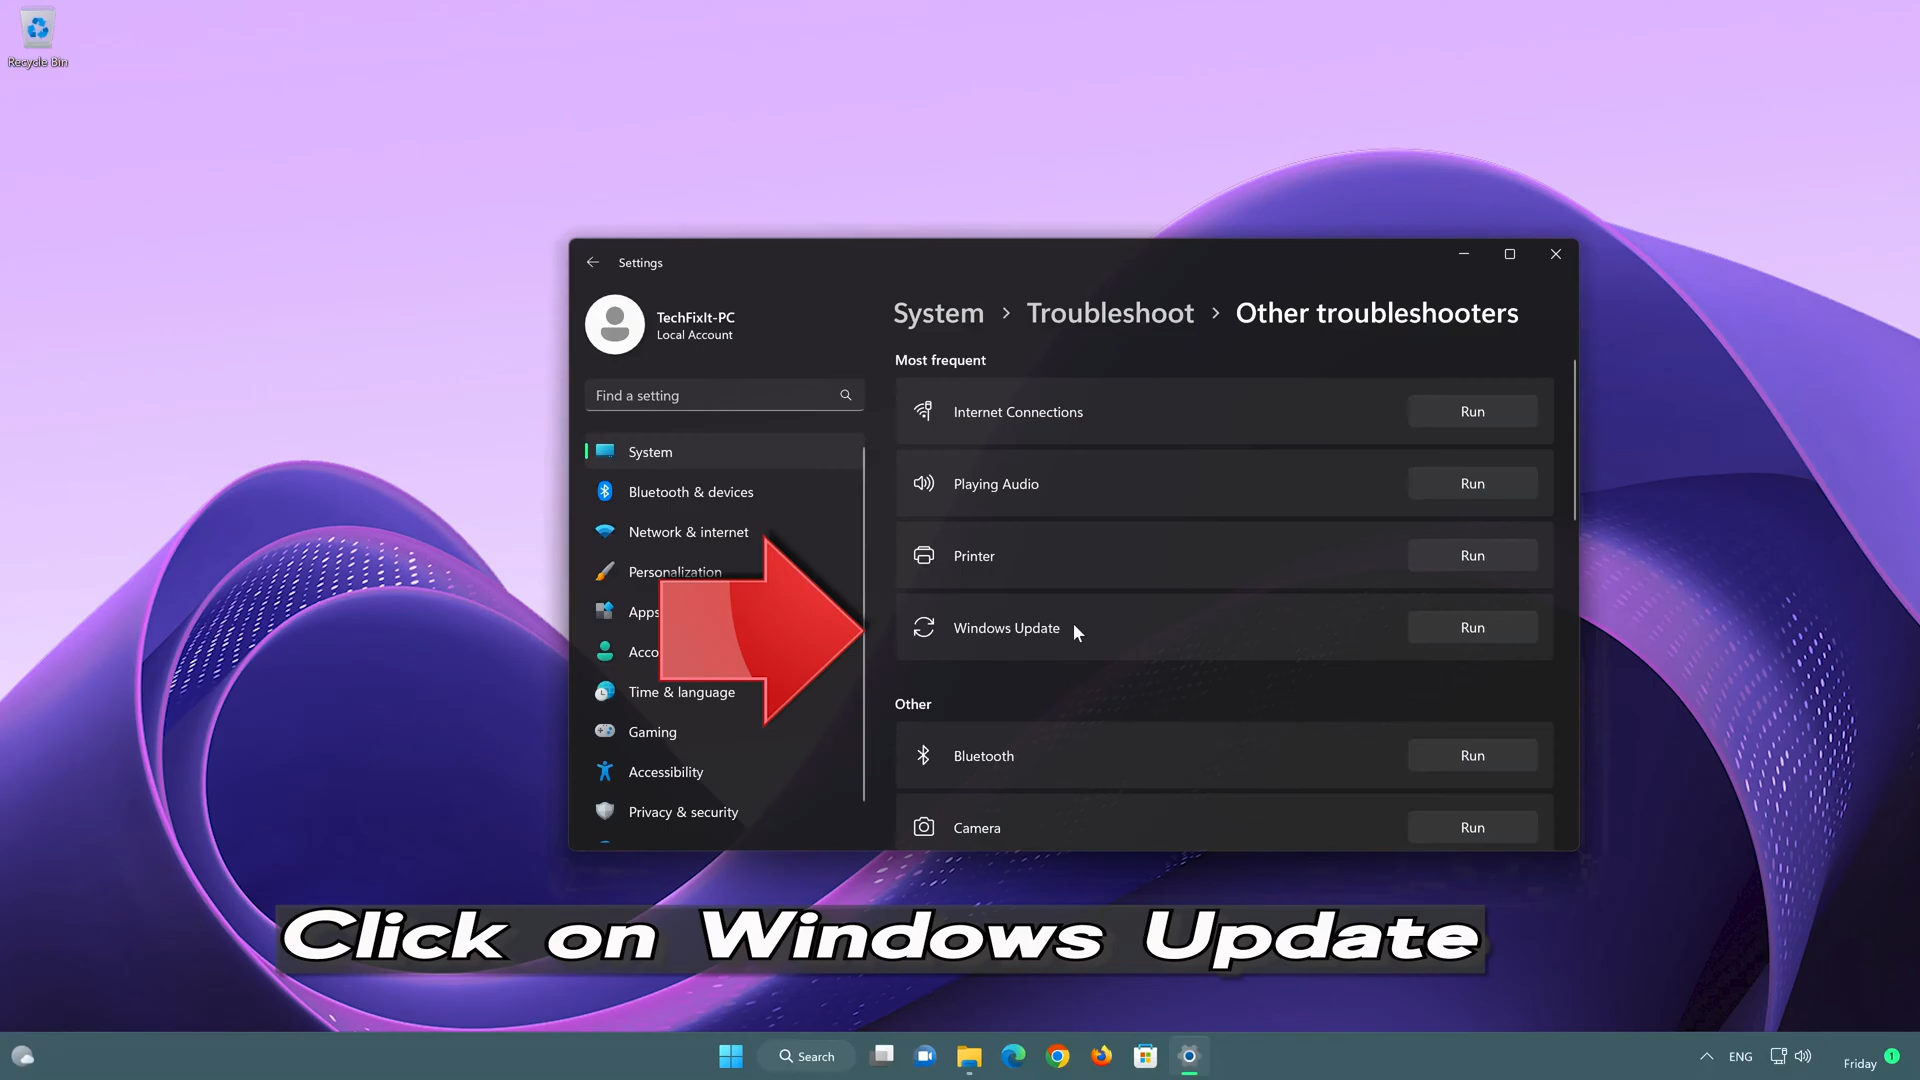 Recycle Bin
Settings
TechFixIt-PC
Local Account
Find a setting
System
Bluetooth & devices
Network & internet
Personalization
Apps
Acco
Time & language
Gaming
Accessibility
Privacy & security
System > Troubleshoot > Other troubleshooters
Most frequent
Internet Connections Run
Playing Audio Run
Printer Run
Windows Update Run
Other
Bluetooth Run
Camera Run
Click on Windows Update
Search
ENG
Friday 1